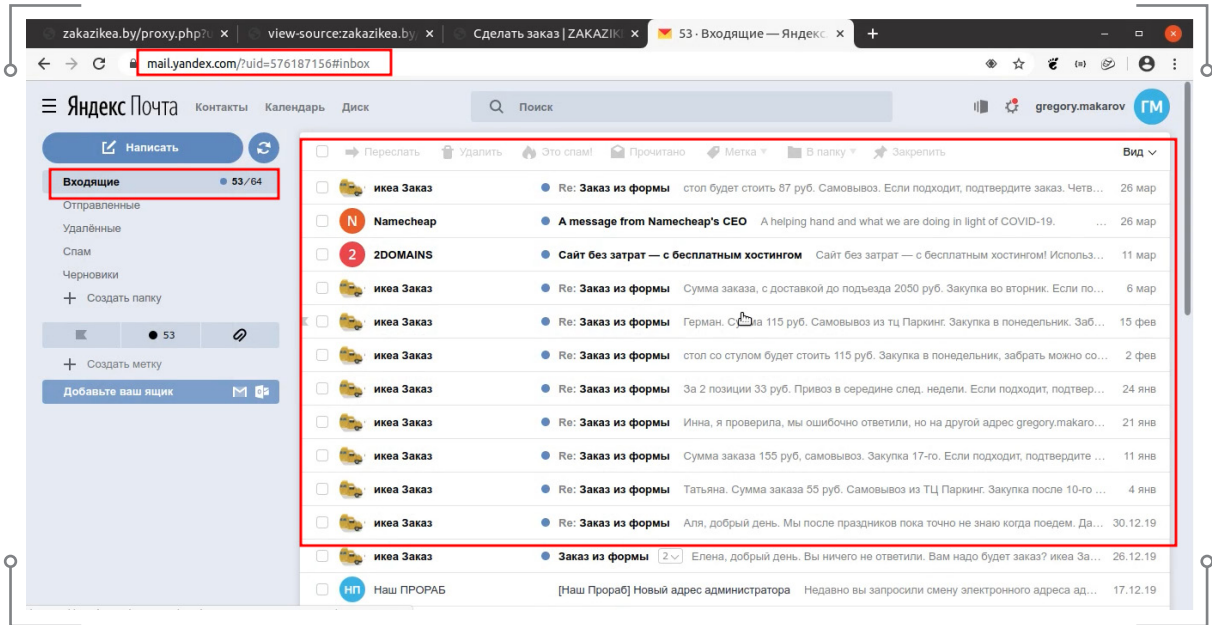 zakazikea.by/proxy.php?u view-source:zakazikea.by/ Сделать заказ | ZAKAZIK 53 · Входящие — Яндекс
mail.yandex.com/?uid=576187156#inbox
Яндекс Почта Контакты Календарь Диск Поиск gregory.makarov ГМ
Написать
Переслать Удалить Это спам! Прочитано Метка В папку Закрепить Вид
Входящие 53/64
Отправленные
Удалённые
Спам
Черновики
+ Создать папку
53
+ Создать метку
Добавьте ваш ящик
икеа Заказ Re: Заказ из формы стол будет стоить 87 руб. Самовывоз. Если подходит, подтвердите заказ. Четв... 26 мар
N Namecheap A message from Namecheap's CEO A helping hand and what we are doing in light of COVID-19. ... 26 мар
2 2DOMAINS Сайт без затрат — с бесплатным хостингом Сайт без затрат — с бесплатным хостингом! Использ... 11 мар
икеа Заказ Re: Заказ из формы Сумма заказа, с доставкой до подъезда 2050 руб. Закупка во вторник. Если по... 6 мар
икеа Заказ Re: Заказ из формы Герман. 115 руб. Самовывоз из тц Паркинг. Закупка в понедельник. Заб... 15 фев
икеа Заказ Re: Заказ из формы стол со стулом будет стоить 115 руб. Закупка в понедельник, забрать можно со... 2 фев
икеа Заказ Re: Заказ из формы За 2 позиции 33 руб. Привоз в середине след. недели. Если подходит, подтвер... 24 янв
икеа Заказ Re: Заказ из формы Инна, я проверила, мы ошибочно ответили, но на другой адрес gregory.makaro... 21 янв
икеа Заказ Re: Заказ из формы Сумма заказа 155 руб, самовывоз. Закупка 17-го. Если подходит, подтвердите ... 11 янв
икеа Заказ Re: Заказ из формы Татьяна. Сумма заказа 55 руб. Самовывоз из ТЦ Паркинг. Закупка после 10-го ... 4 янв
икеа Заказ Re: Заказ из формы Аля, добрый день. Мы после праздников пока точно не знаю когда поедем. Да... 30.12.19
икеа Заказ Заказ из формы 2 Елена, добрый день. Вы ничего не ответили. Вам надо будет заказ? икеа За... 26.12.19
НП Наш ПРОРАБ [Наш Прораб] Новый адрес администратора Недавно вы запросили смену электронного адреса ад... 17.12.19